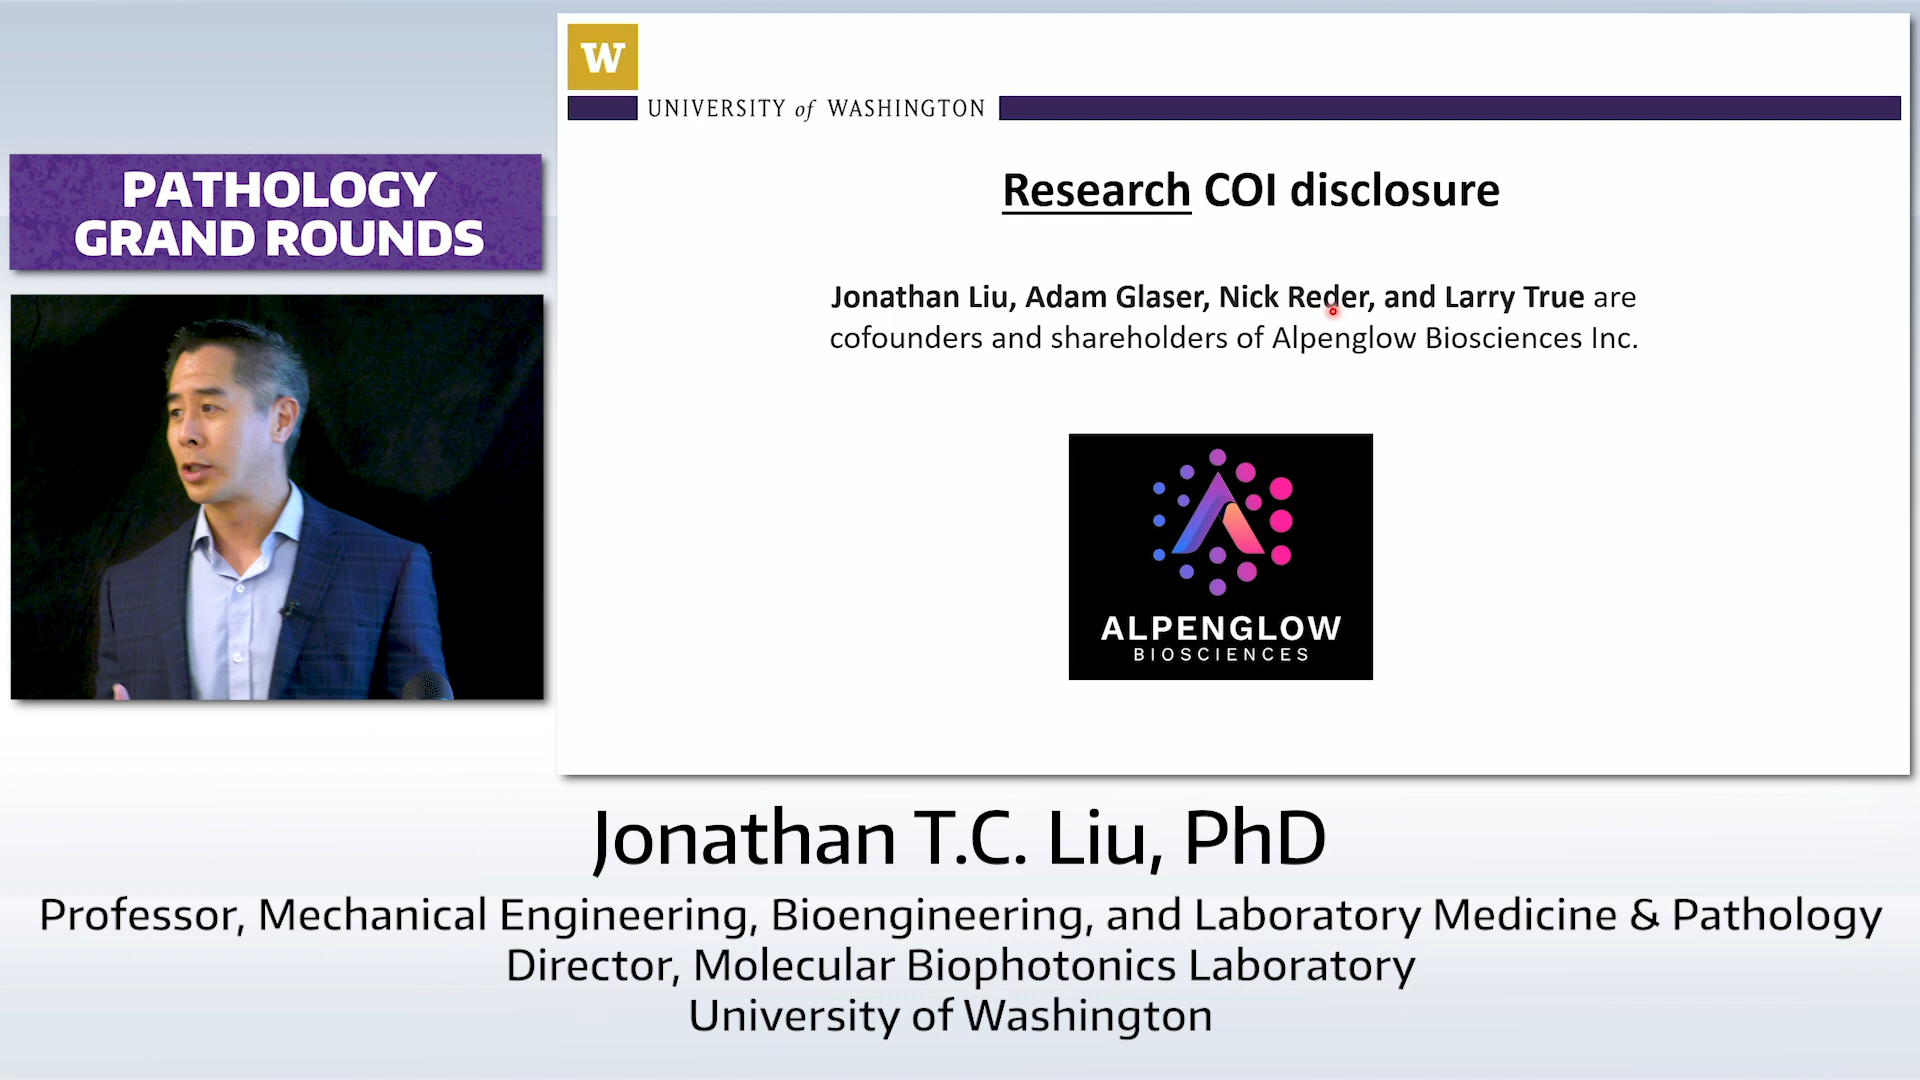 W
UNIVERSITY of WASHINGTON
PATHOLOGY
GRAND ROUNDS
Research COI disclosure
Jonathan Liu, Adam Glaser, Nick Reder, and Larry True are
cofounders and shareholders of Alpenglow Biosciences Inc.
ALPENGLOW
BIOSCIENCES
Jonathan T.C. Liu, PhD
Professor, Mechanical Engineering, Bioengineering, and Laboratory Medicine & Pathology
Director, Molecular Biophotonics Laboratory
University of Washington